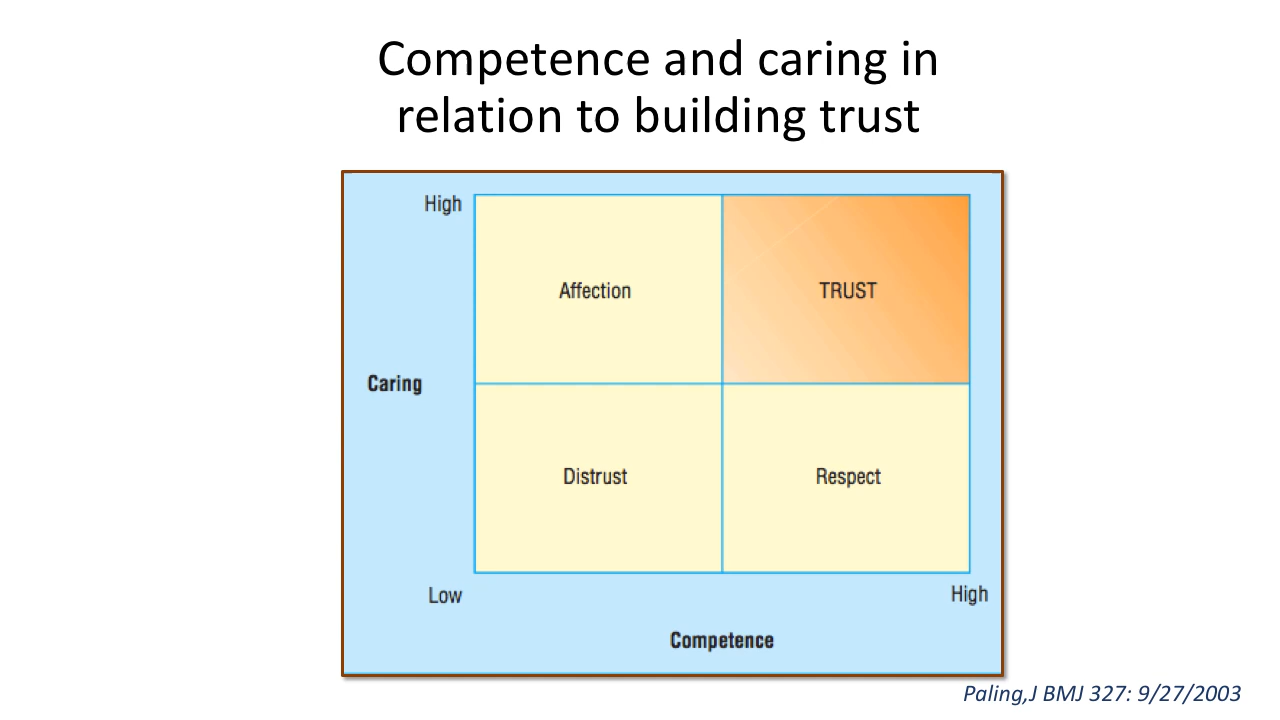 Competence and caring in
relation to building trust
High
Affection
TRUST
Caring
Distrust
Respect
Low
High
Competence
Paling,J BMJ 327: 9/27/2003